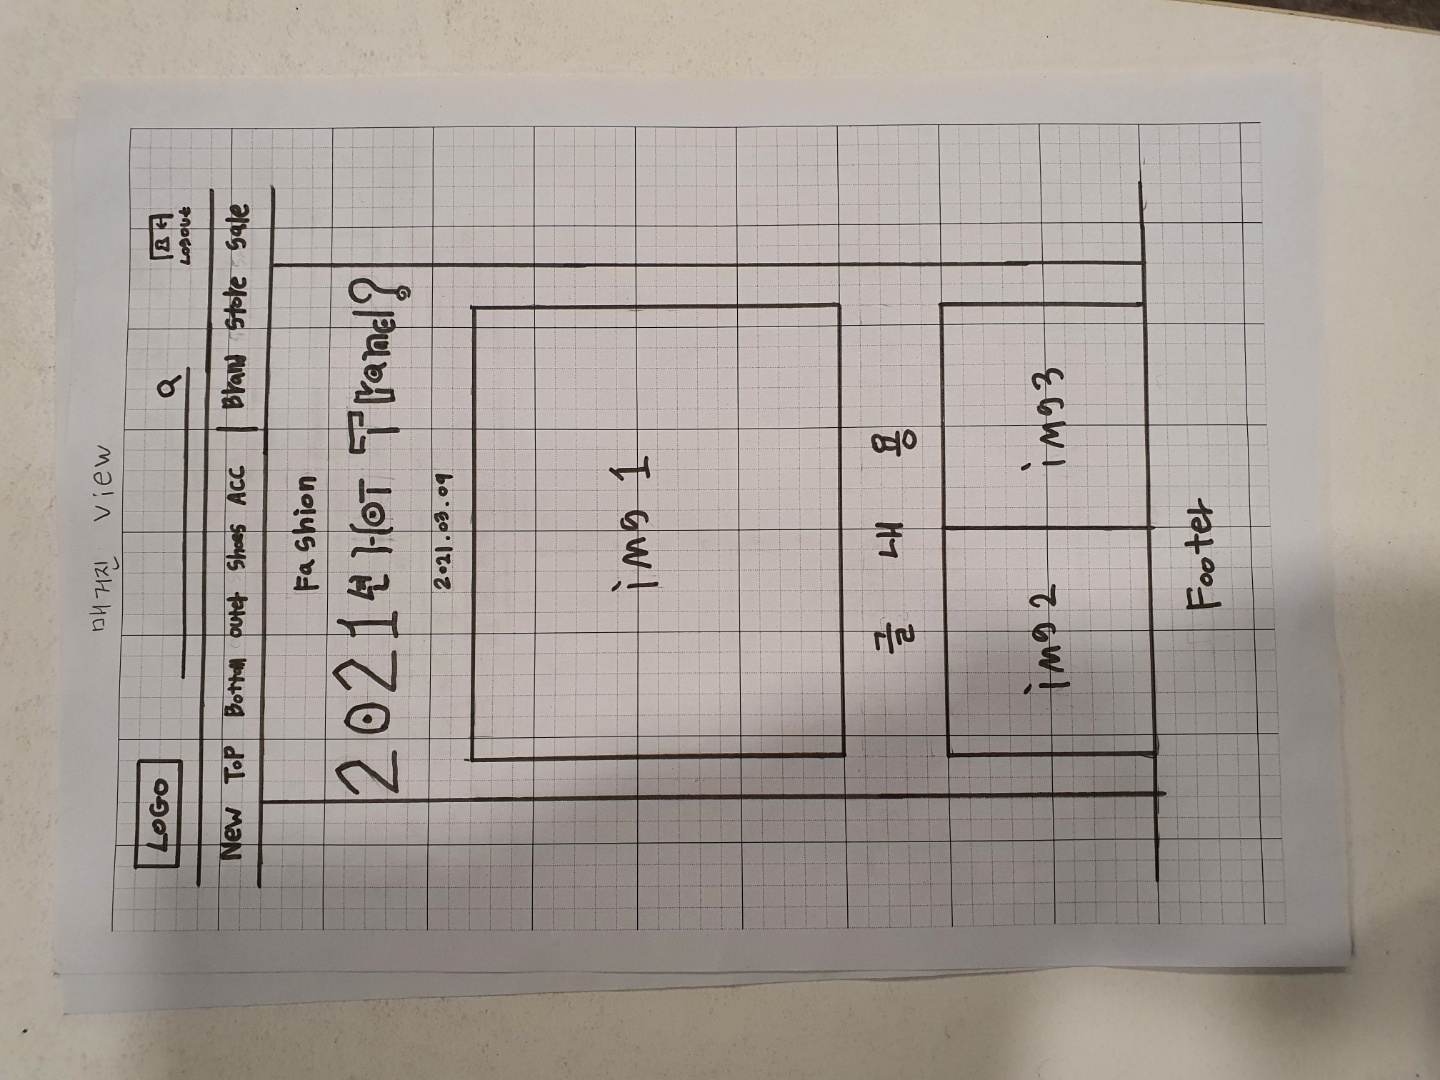 매거진 view
LOGO
Logout
New Top Bottom outer Shoes ACC Brand Store Sale
Fashion
2021년 HOT Trand?
2021.03.09
img 1
글 내 용
img 2 img 3
Footer